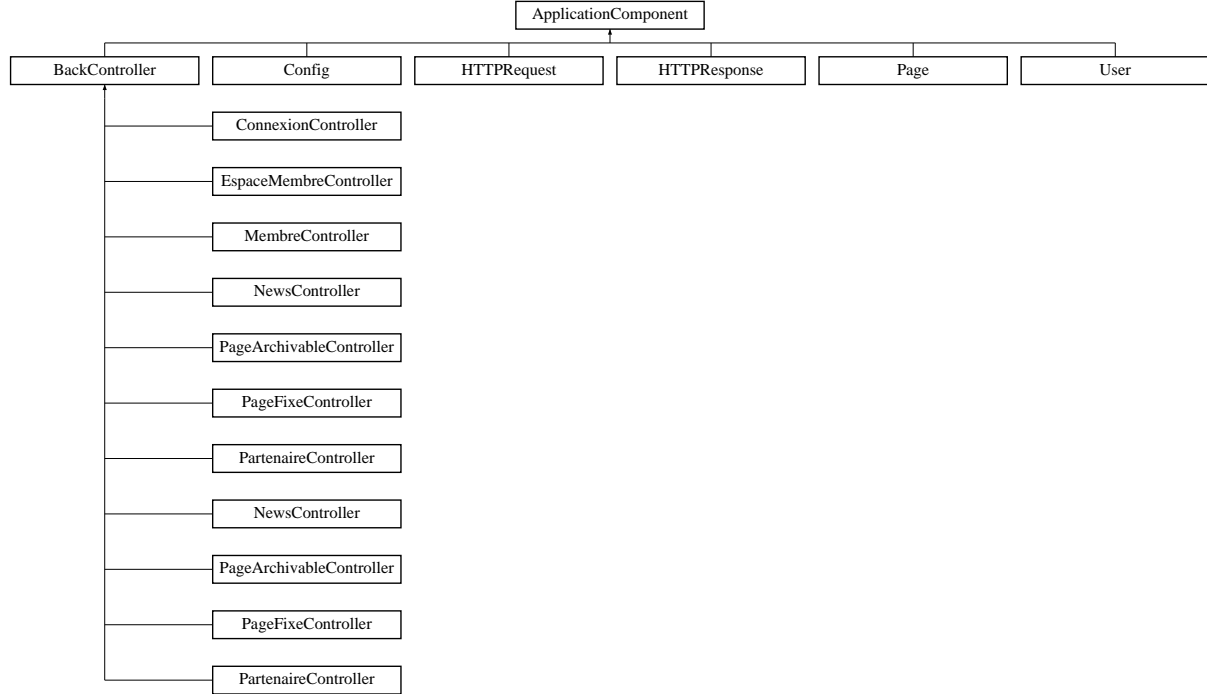 ApplicationComponent
BackController Config HTTPRequest HTTPResponse Page User
ConnexionController
EspaceMembreController
MembreController
NewsController
PageArchivableController
PageFixeController
PartenaireController
NewsController
PageArchivableController
PageFixeController
PartenaireController